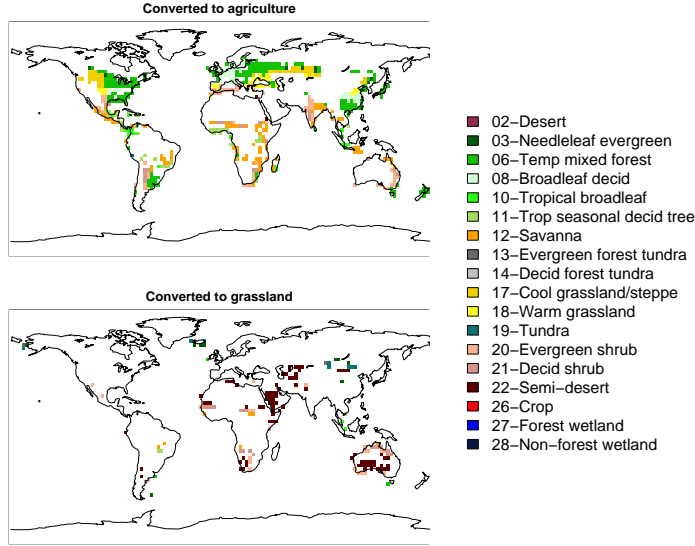 Converted to agriculture
02−Desert
03−Needleleaf evergreen
06−Temp mixed forest
08−Broadleaf decid
10−Tropical broadleaf
11−Trop seasonal decid tree
12−Savanna
13−Evergreen forest tundra
14−Decid forest tundra
17−Cool grassland/steppe
18−Warm grassland
19−Tundra
20−Evergreen shrub
21−Decid shrub
22−Semi−desert
26−Crop
27−Forest wetland
28−Non−forest wetland
Converted to grassland